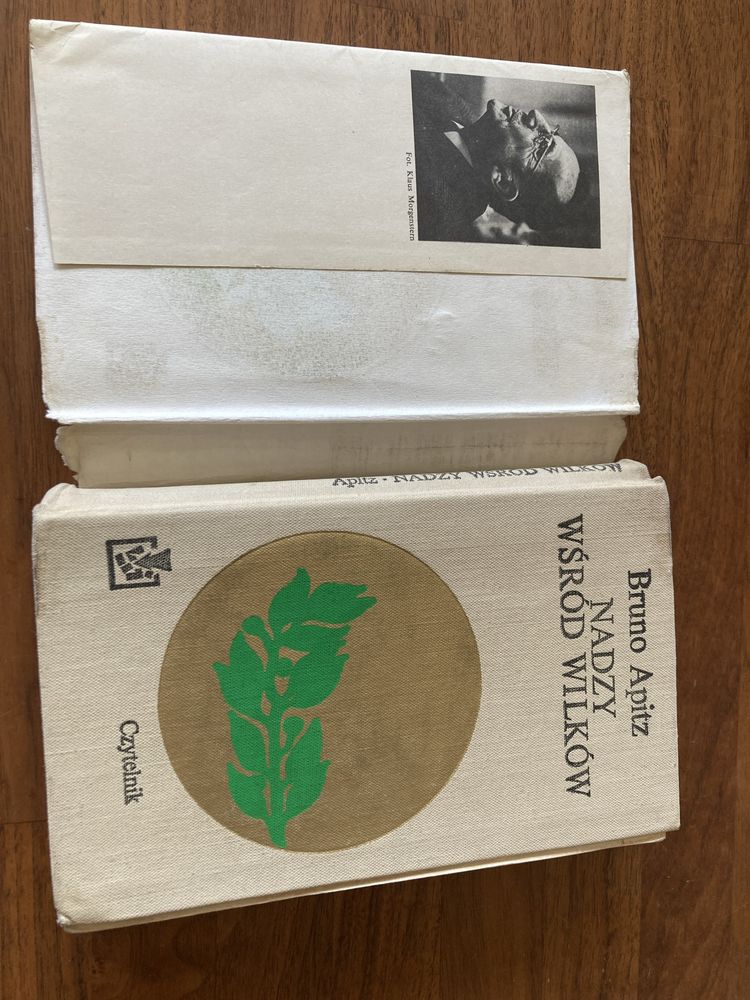 Fot. Klaus Morgenstern
Apitz · NADZY WŚRÓD WILKÓW
Bruno Apitz
NADZY
WŚRÓD WILKÓW
Czytelnik